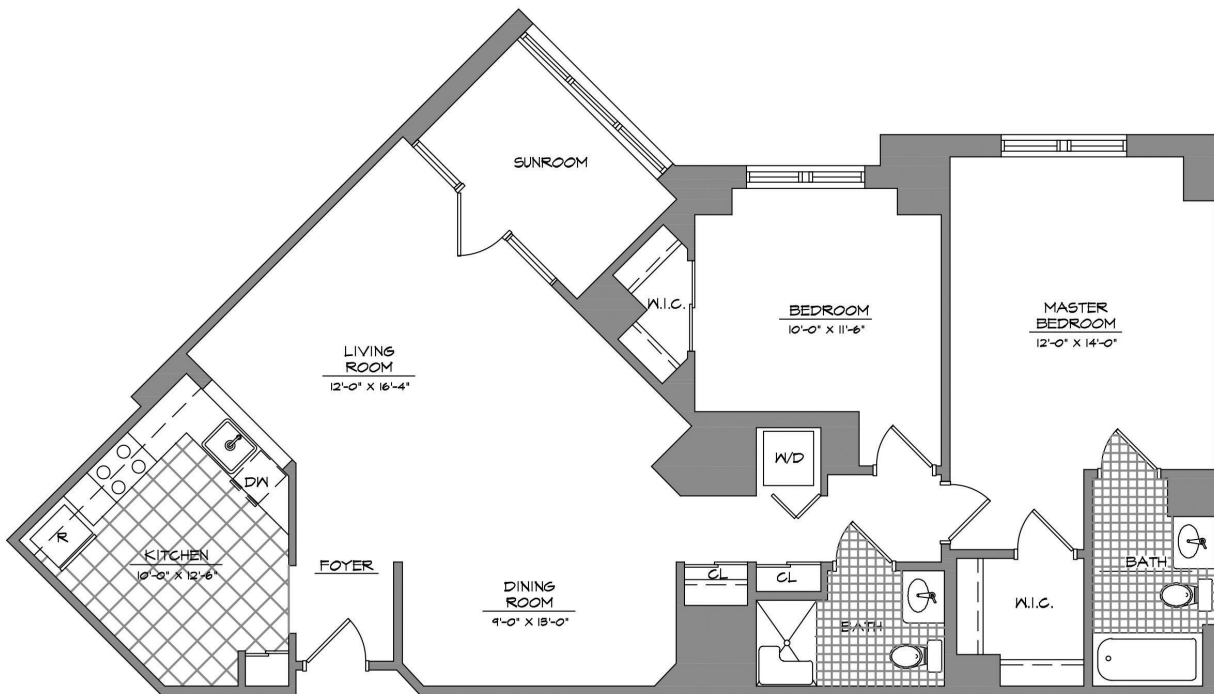 SUNROOM
W.I.C.
BEDROOM
10'-0" X 11'-6"
MASTER
BEDROOM
12'-0" X 14'-0"
LIVING
ROOM
12'-0" X 16'-4"
W/D
DW
R
KITCHEN
10'-0" X 12'-6"
FOYER
DINING
ROOM
9'-0" X 13'-0"
CL
CL
BATH
W.I.C.
BATH